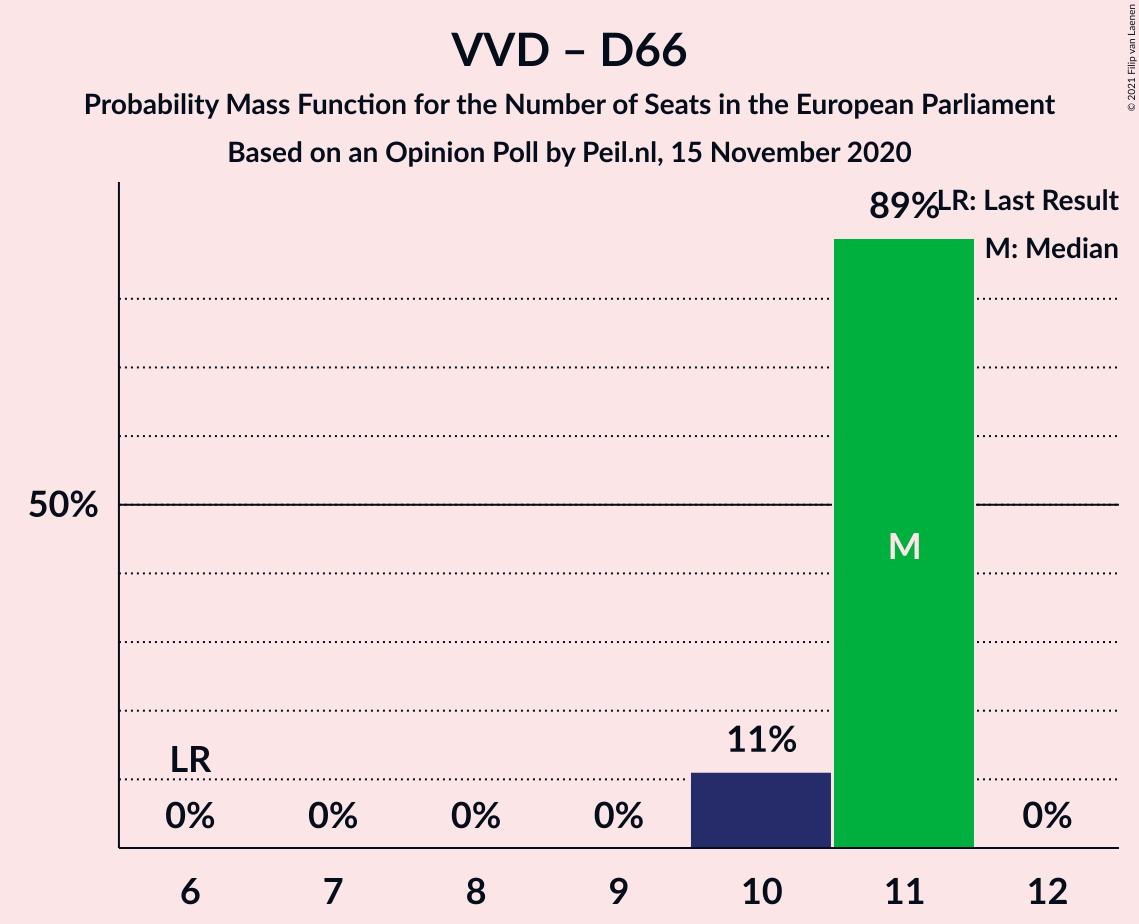 VVD – D66
Probability Mass Function for the Number of Seats in the European Parliament
Based on an Opinion Poll by Peil.nl, 15 November 2020
© 2021 Filip van Laenen
LR: Last Result
M: Median
89%
50%
M
11%
LR
0% 0% 0% 0% 0%
6 7 8 9 10 11 12